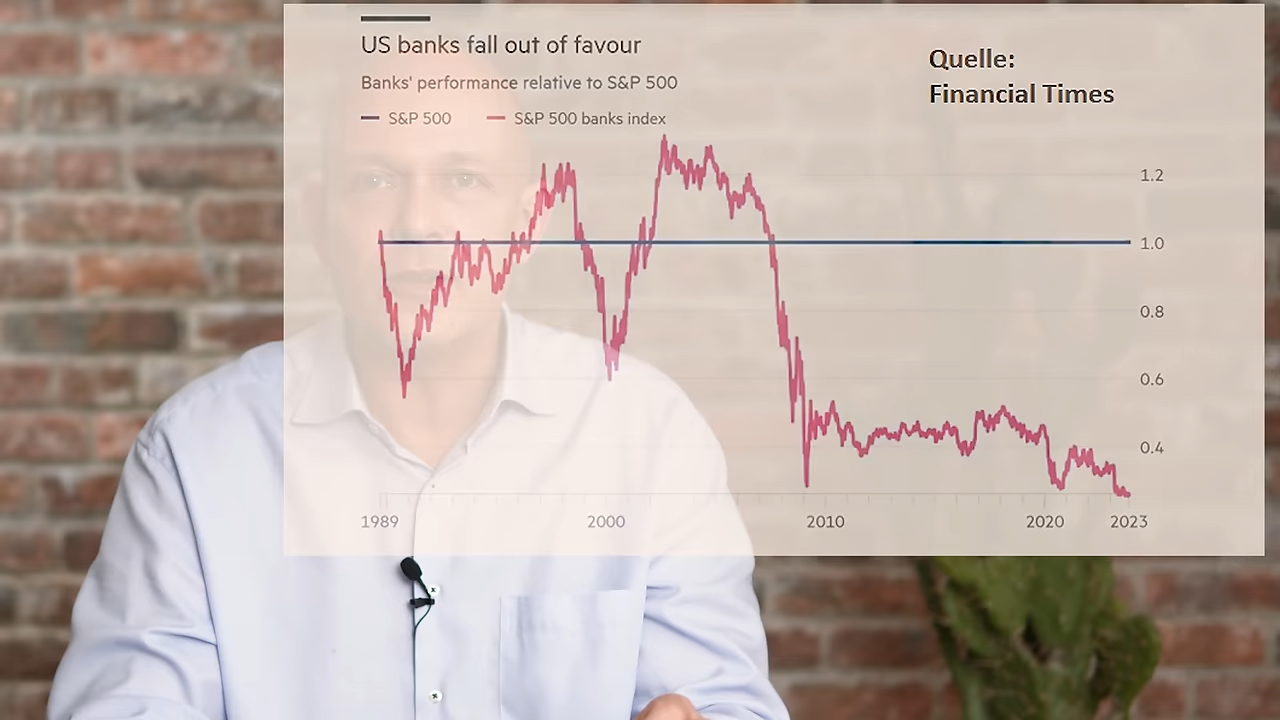 US banks fall out of favour
Quelle:
Financial Times
Banks' performance relative to S&P 500
S&P 500
S&P 500 banks index
1.2
1.0
0.8
0.6
0.4
1989
2000
2010
2020
2023